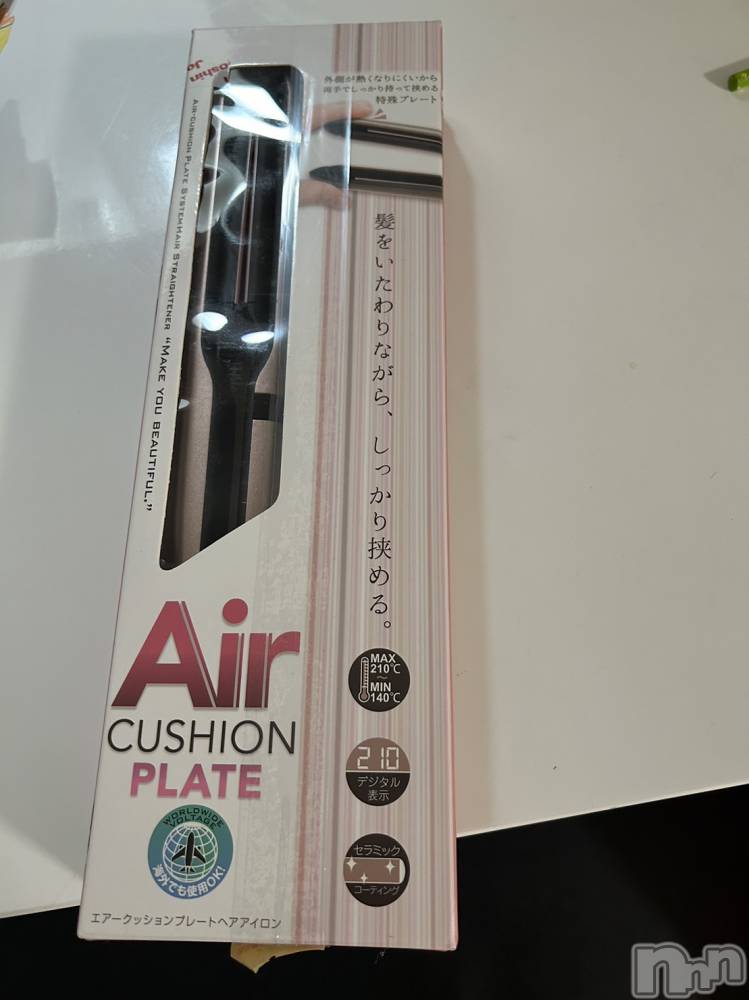 oshin
Jo
外側が熱くなりにくいから
両手でしっかり持って挟める
特殊プレート
AIR-CUSHION PLATE SYSTEM HAIR STRAIGHTENER "MAKE YOU BEAUTIFUL."
髪をいたわりながら、しっかり挟める。
Air
CUSHION
PLATE
MAX
210℃
~
MIN
140℃
210
デジタル
表示
セラミック
コーティング
WORLDWIDE
VOLTAGE
海外でも使用OK!
エアークッションプレートヘアアイロン
nnn